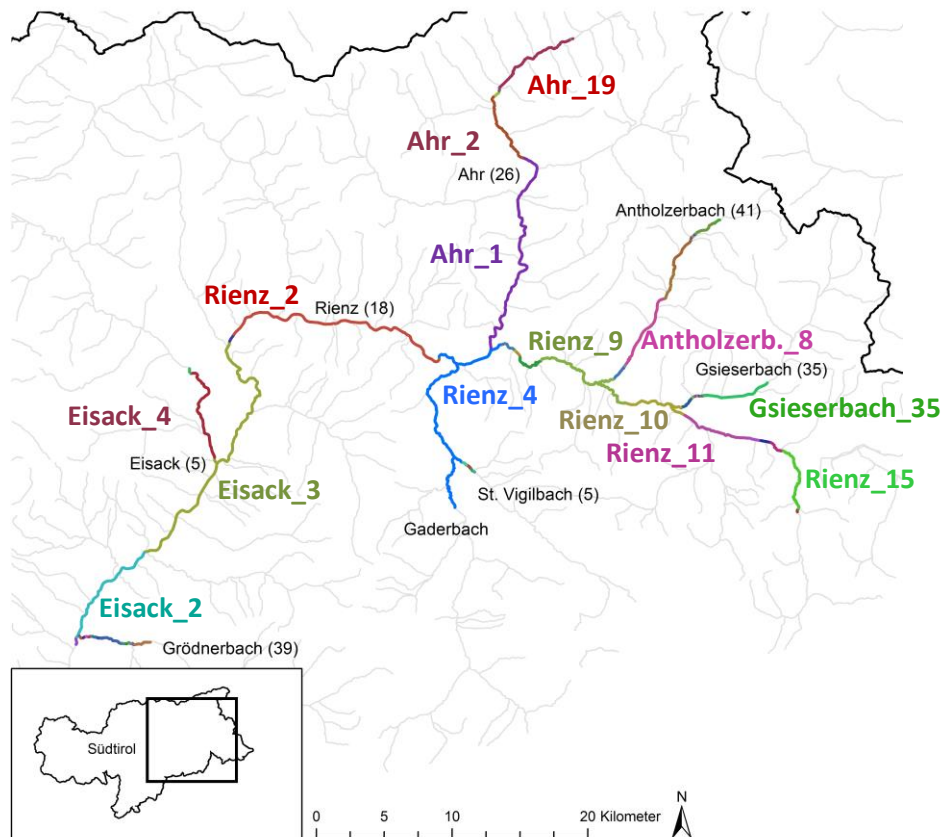 Ahr_19
Ahr_2
Ahr (26)
Antholzerbach (41)
Ahr_1
Rienz_2
Rienz (18)
Rienz_9
Antholzerb._8
Gsieserbach (35)
Rienz_4
Gsieserbach_35
Eisack_4
Rienz_10
Rienz_11
Eisack (5)
Rienz_15
Eisack_3
St. Vigilbach (5)
Gaderbach
Eisack_2
Grödnerbach (39)
Südtirol
N
0 5 10 20 Kilometer